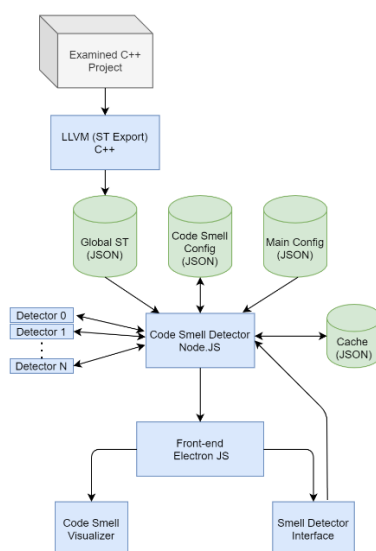 Examined C++
Project
LLVM (ST Export)
C++
Global ST
(JSON)
Code Smell
Config
(JSON)
Main Config
(JSON)
Detector 0
Detector 1
Detector N
Code Smell Detector
Node.JS
Cache
(JSON)
Front-end
Electron JS
Code Smell
Visualizer
Smell Detector
Interface